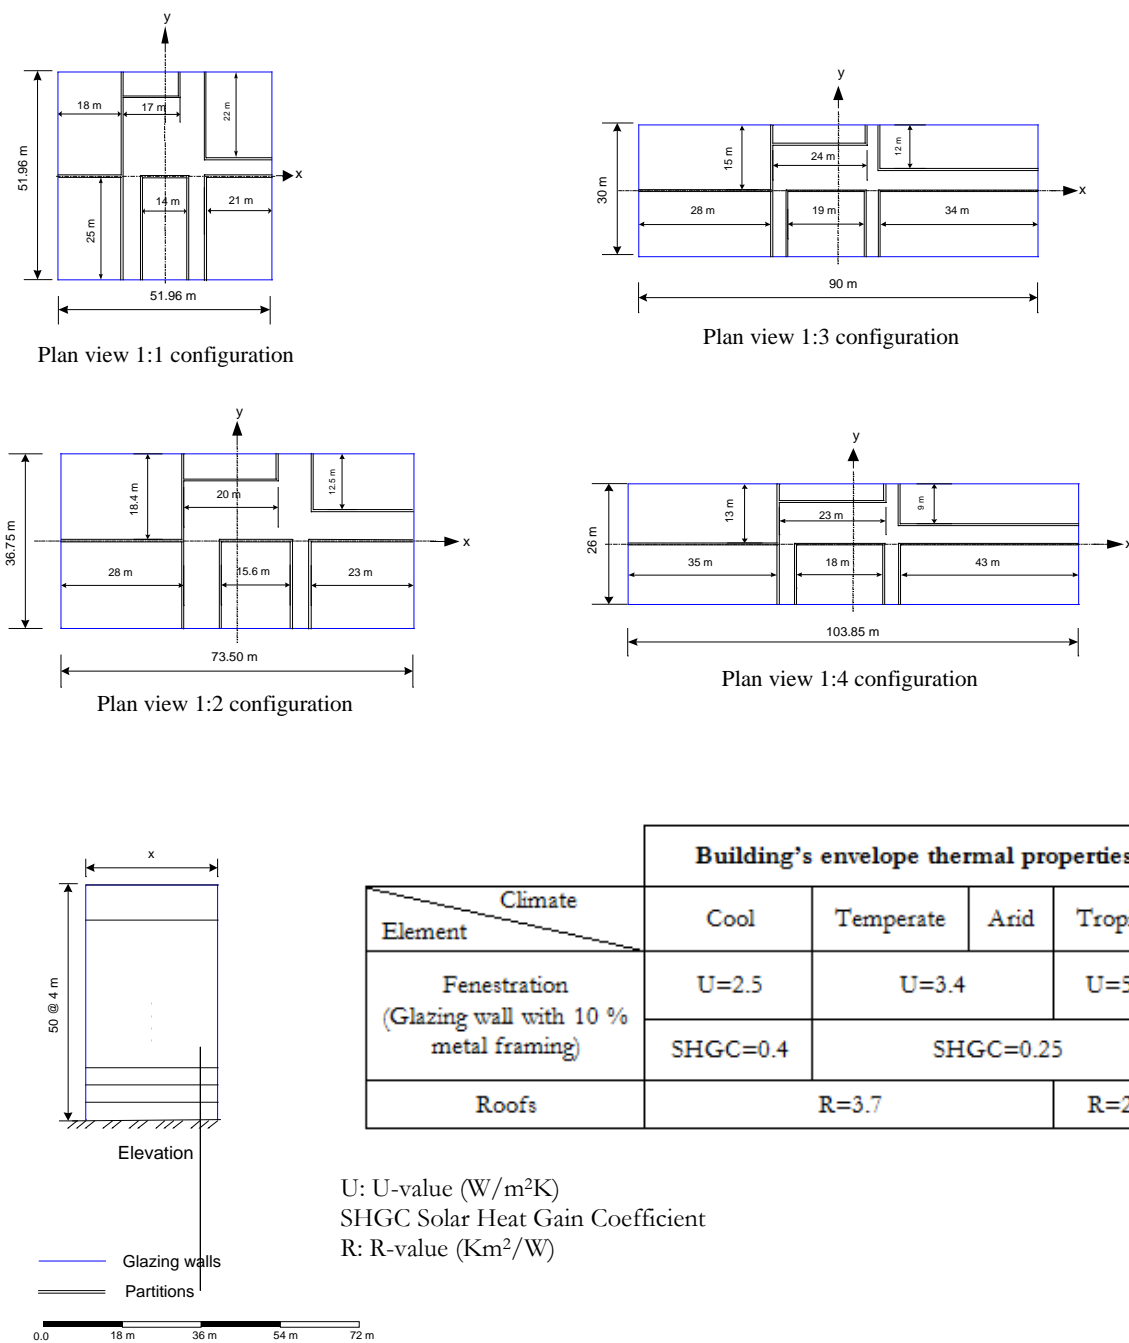 y
18 m
17 m
22 m
51.96 m
x
14 m
21 m
25 m
51.96 m
Plan view 1:1 configuration
y
15 m
24 m
12 m
30 m
x
28 m
19 m
34 m
90 m
Plan view 1:3 configuration
y
18.4 m
20 m
12.5 m
36.75 m
x
28 m
15.6 m
23 m
73.50 m
Plan view 1:2 configuration
y
13 m
23 m
9 m
26 m
x
35 m
18 m
43 m
103.85 m
Plan view 1:4 configuration
x
50 @ 4 m
Elevation
Building's envelope thermal properties
Climate
Element
Cool
Temperate
Arid
Trop
Fenestration
(Glazing wall with 10 %
metal framing)
U=2.5
U=3.4
U=5
SHGC=0.4
SHGC=0.25
Roofs
R=3.7
R=2
U: U-value (W/m²K)
SHGC Solar Heat Gain Coefficient
R: R-value (Km²/W)
Glazing walls
Partitions
0.0
18 m
36 m
54 m
72 m